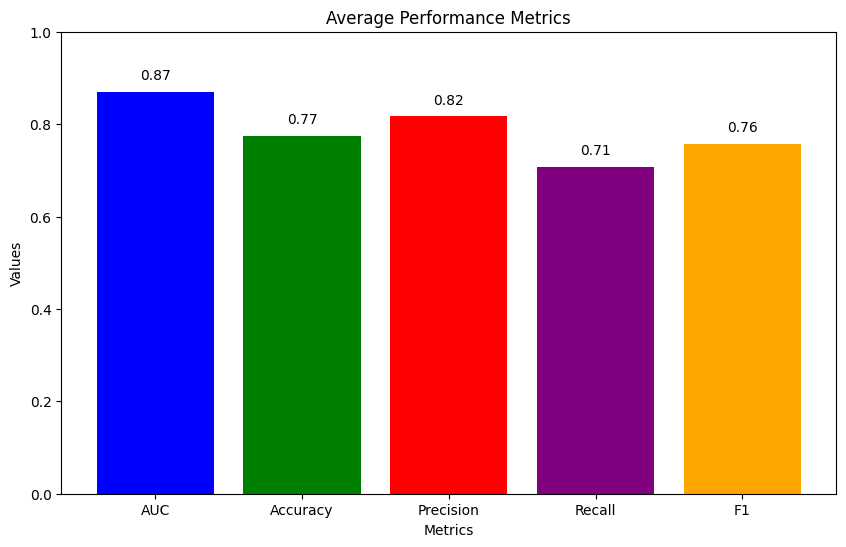 Average Performance Metrics
1.0
0.8
0.6
0.4
0.2
0.0
Values
0.87
0.77
0.82
0.71
0.76
AUC
Accuracy
Precision
Recall
F1
Metrics